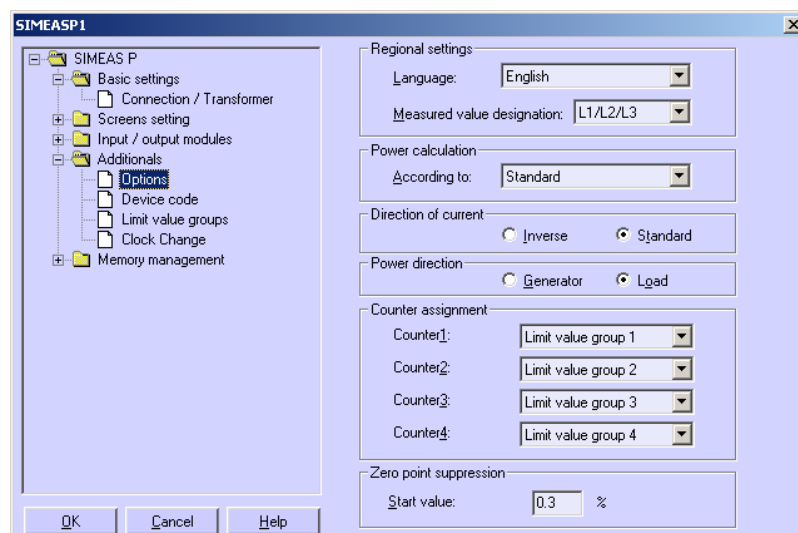 SIMEASP1
SIMEAS P
Basic settings
Connection / Transformer
Screens setting
Input / output modules
Additionals
Options
Device code
Limit value groups
Clock Change
Memory management
OK
Cancel
Help
Regional settings
Language: English
Measured value designation: L1/L2/L3
Power calculation
According to: Standard
Direction of current
Inverse Standard
Power direction
Generator Load
Counter assignment
Counter1: Limit value group 1
Counter2: Limit value group 2
Counter3: Limit value group 3
Counter4: Limit value group 4
Zero point suppression
Start value: 0.3 %